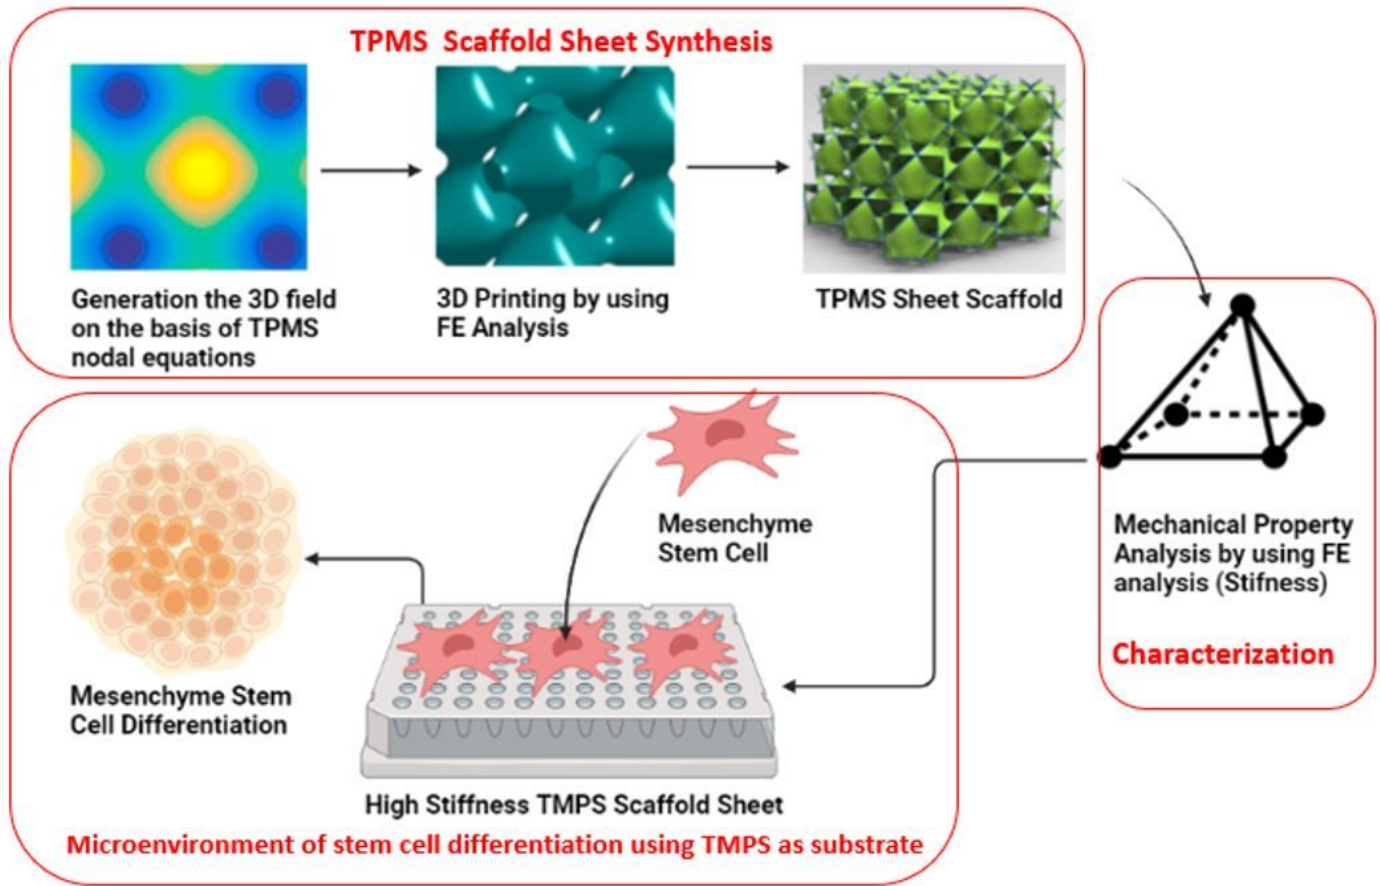 TPMS Scaffold Sheet Synthesis
Generation the 3D field
on the basis of TPMS
nodal equations
3D Printing by using
FE Analysis
TPMS Sheet Scaffold
Mechanical Property
Analysis by using FE
analysis (Stifness)
Characterization
Mesenchyme
Stem Cell
Mesenchyme Stem
Cell Differentiation
High Stiffness TMPS Scaffold Sheet
Microenvironment of stem cell differentiation using TMPS as substrate